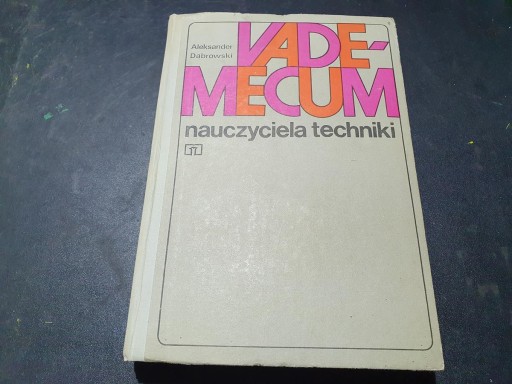 Aleksander
Dąbrowski
VADE-
MECUM
nauczyciela techniki